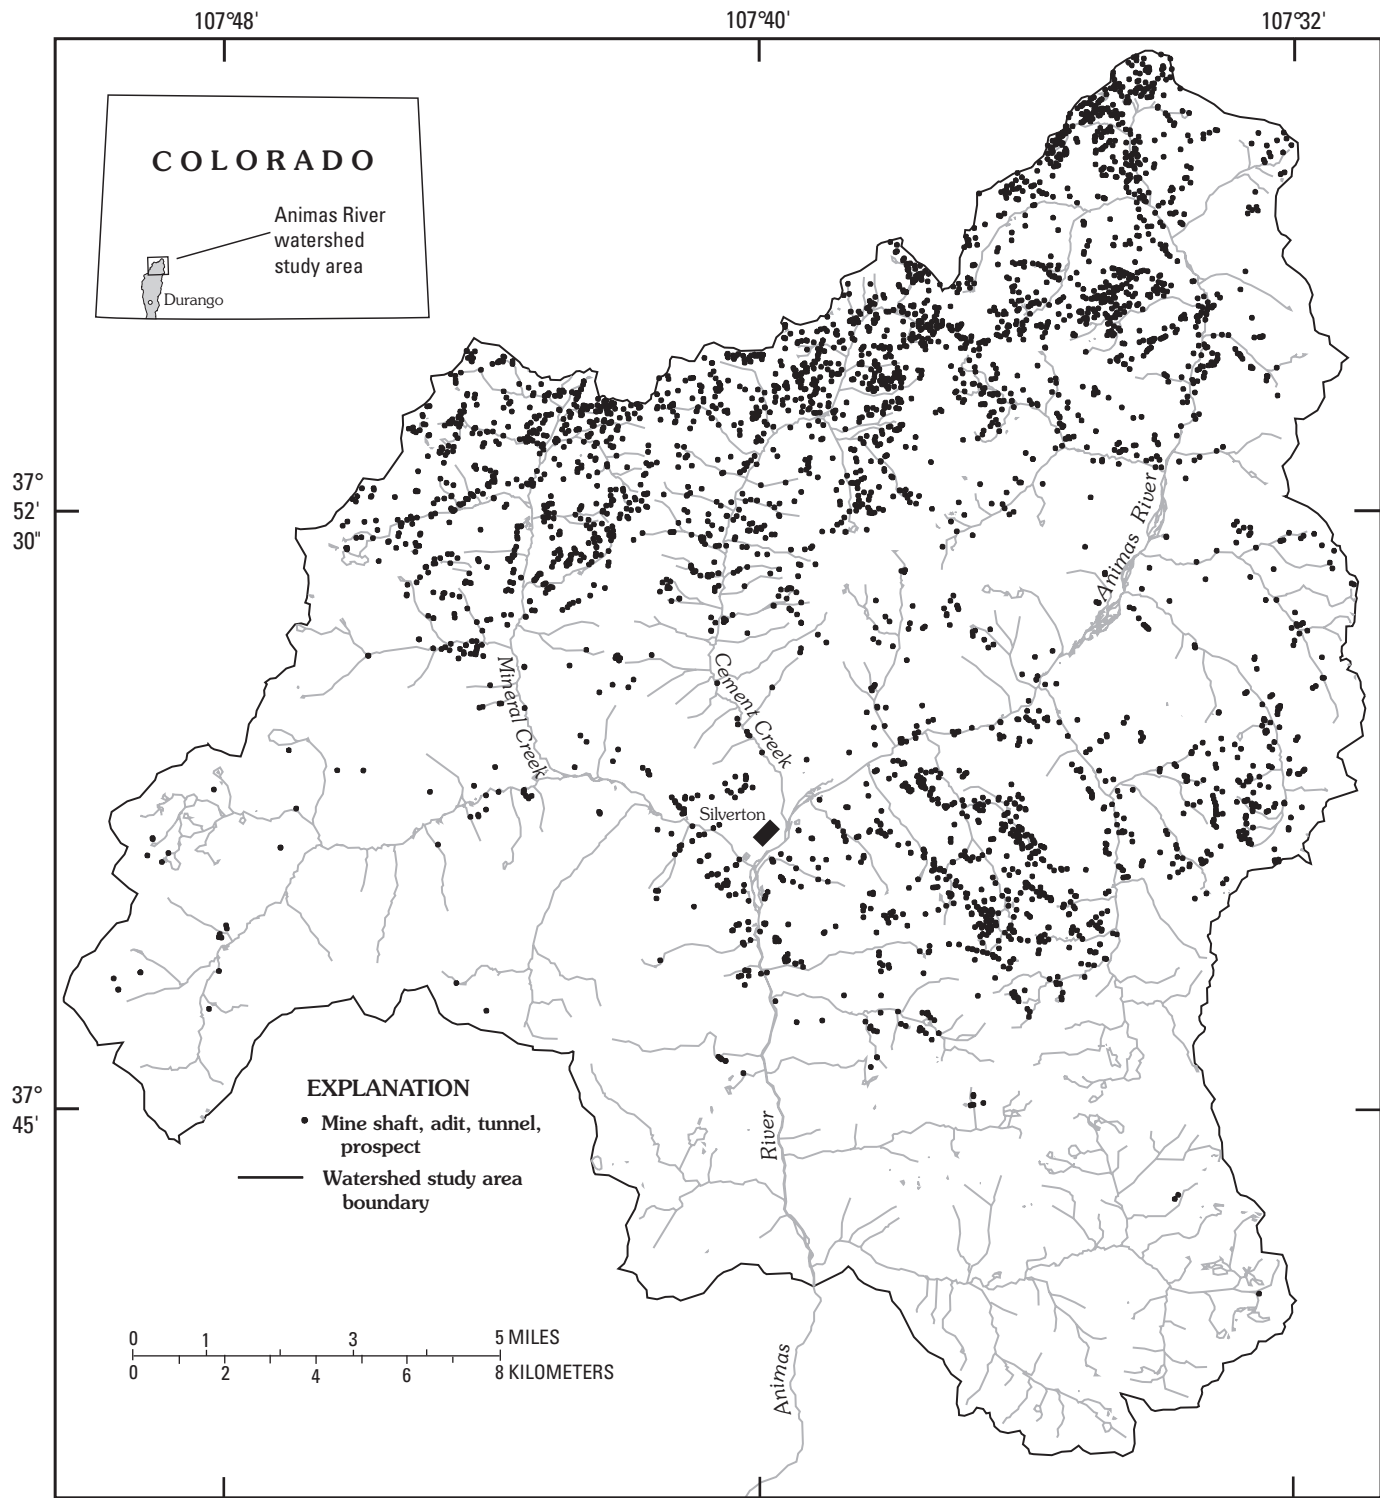 107°48'
107°40'
107°32'
COLORADO
Animas River
watershed
study area
Durango
37°
52'
30"
Animas River
Mineral Creek
Cement Creek
Silverton
37°
45'
EXPLANATION
Mine shaft, adit, tunnel,
prospect
Watershed study area
boundary
River
0 1 3 5 MILES
0 2 4 6 8 KILOMETERS
Animas